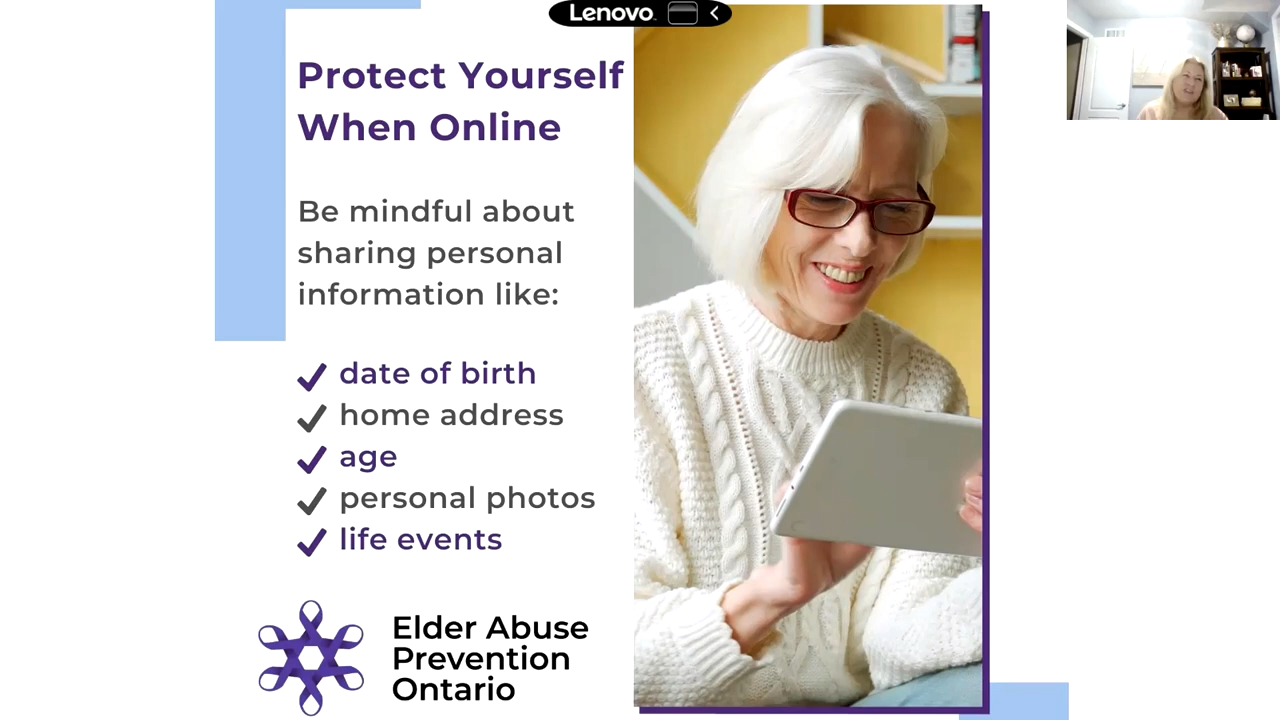 Lenovo
Protect Yourself
When Online
Be mindful about
sharing personal
information like:
date of birth
home address
age
personal photos
life events
Elder Abuse
Prevention
Ontario